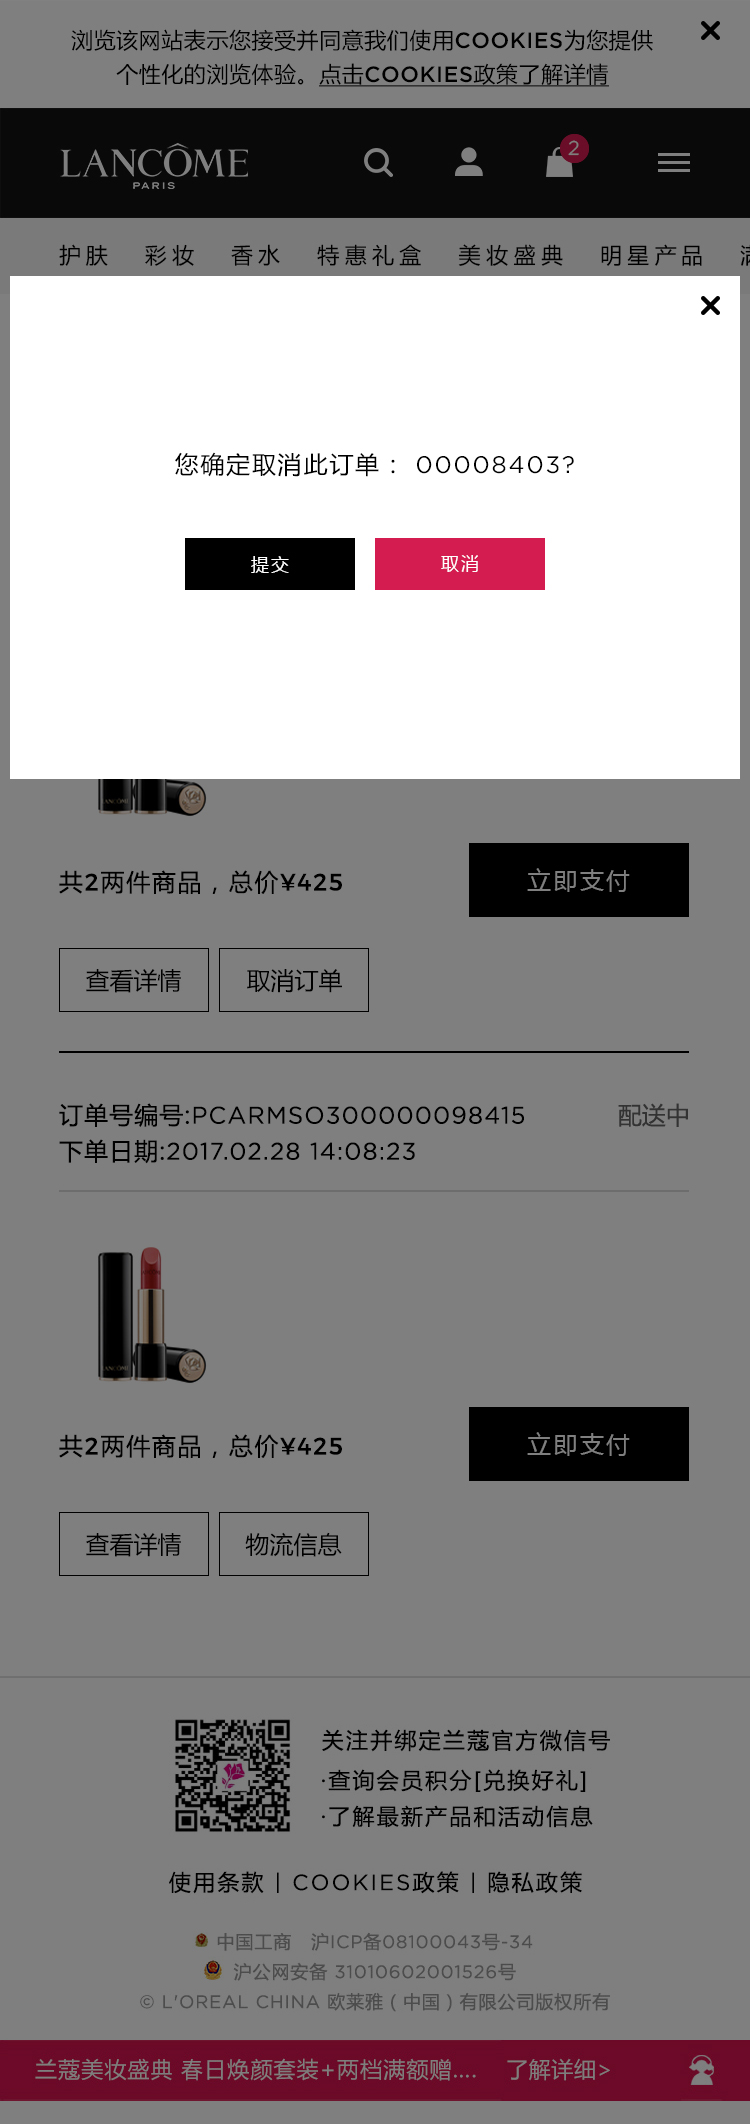 浏览该网站表示您接受并同意我们使用COOKIES为您提供
个性化的浏览体验。点击COOKIES政策了解详情
LANCÔME
PARIS
2
护肤 彩妆 香水 特惠礼盒 美妆盛典 明星产品
您确定取消此订单： 00008403?
提交 取消
LANCÔME
共2两件商品，总价¥425
立即支付
查看详情 取消订单
订单号编号:PCARMSO300000098415
配送中
下单日期:2017.02.28 14:08:23
LANCÔME
共2两件商品，总价¥425
立即支付
查看详情 物流信息
关注并绑定兰蔻官方微信号
·查询会员积分[兑换好礼]
·了解最新产品和活动信息
使用条款 | COOKIES政策 | 隐私政策
中国工商 沪ICP备08100043号-34
沪公网安备 31010602001526号
© L'OREAL CHINA 欧莱雅（中国）有限公司版权所有
兰蔻美妆盛典 春日焕颜套装+两档满额赠.... 了解详细>